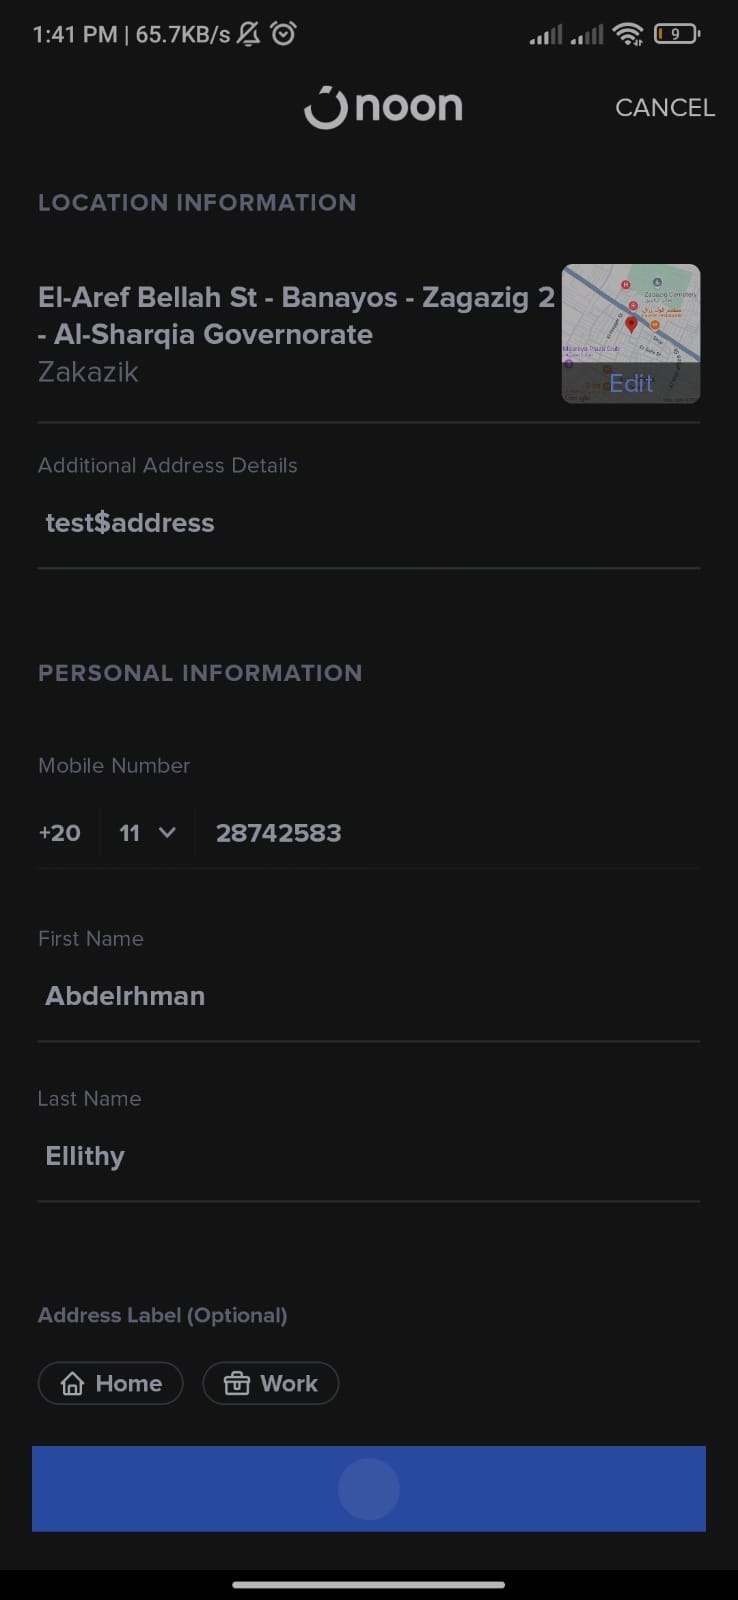 1:41 PM | 65.7KB/s
9
noon
CANCEL
LOCATION INFORMATION
El-Aref Bellah St - Banayos - Zagazig 2
- Al-Sharqia Governorate
Zakazik
Zagazig Cemetery
Edit
Additional Address Details
test$address
PERSONAL INFORMATION
Mobile Number
+20 11 28742583
First Name
Abdelrhman
Last Name
Ellithy
Address Label (Optional)
Home
Work